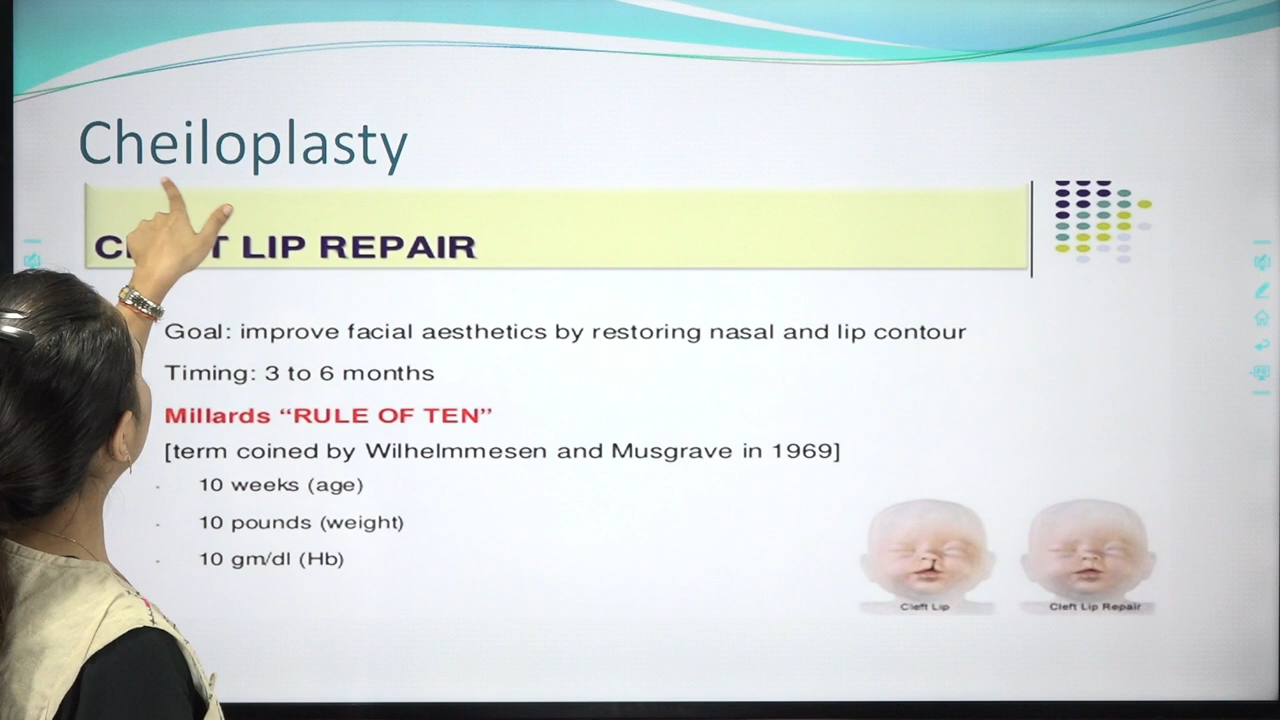 Cheiloplasty
CLEFT LIP REPAIR
Goal: improve facial aesthetics by restoring nasal and lip contour
Timing: 3 to 6 months
Millards “RULE OF TEN”
[term coined by Wilhelmmesen and Musgrave in 1969]
10 weeks (age)
10 pounds (weight)
10 gm/dl (Hb)
Cleft Lip
Cleft Lip Repair